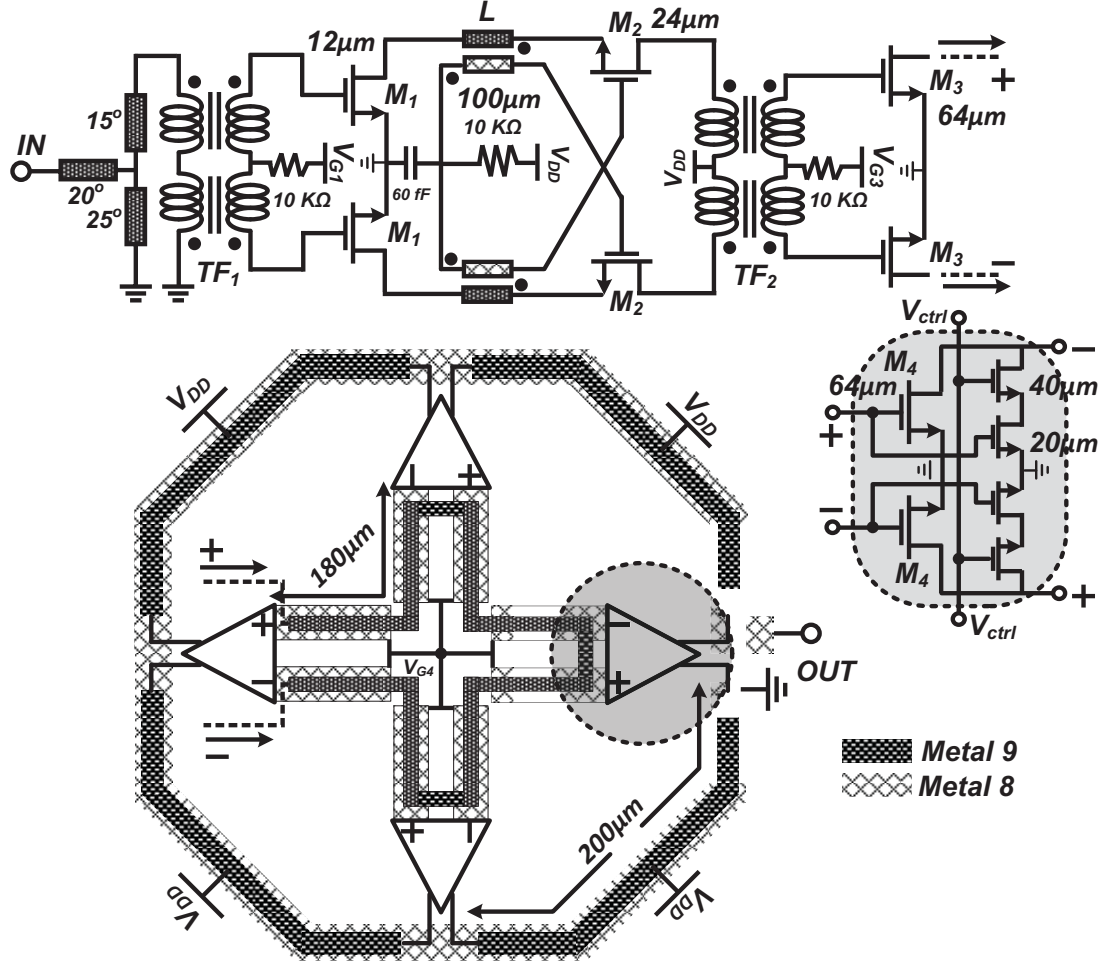 L
12μm
M2
24μm
15°
IN
20°
25°
TF1
10 KΩ
VG1
M1
M1
60 fF
100μm
10 KΩ
VDD
M2
VDD
TF2
10 KΩ
VG3
M3
64μm
M3
+
−
Vctrl
M4
64μm
40μm
20μm
+
−
−
+
M4
Vctrl
VDD
VDD
− +
180μm
+
−
+
−
VG4
−
+
OUT
+ −
200μm
VDD
VDD
Metal 9
Metal 8